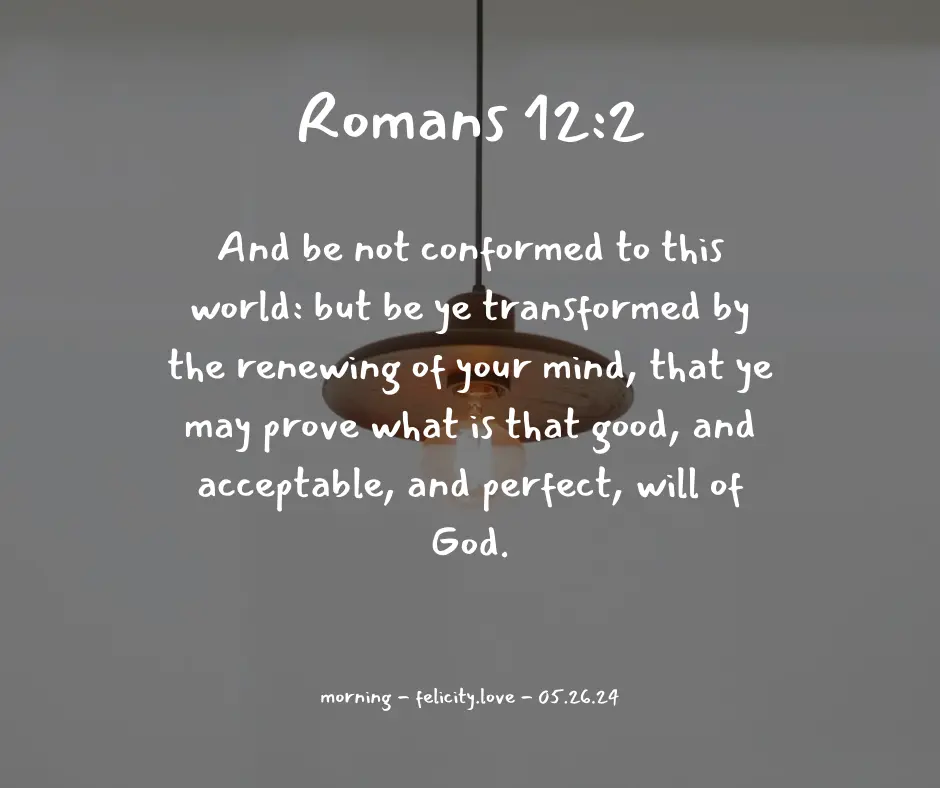 Romans 12:2
And be not conformed to this
world: but be ye transformed by
the renewing of your mind, that ye
may prove what is that good, and
acceptable, and perfect, will of
God.
morning - felicity.love - 05.26.24